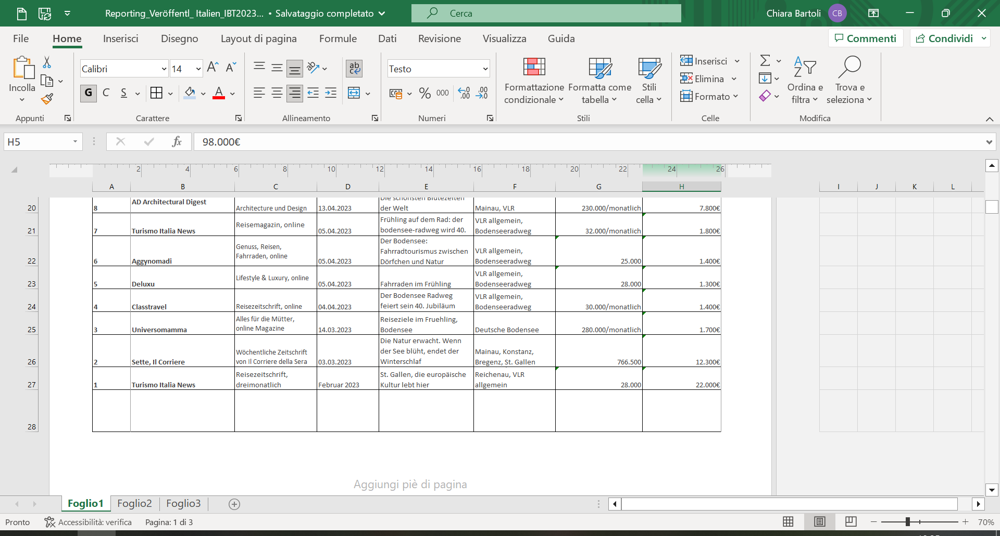 Reporting_Veröffentl_ Italien_IBT2023... • Salvataggio completato
Cerca
Chiara Bartoli CB
File Home Inserisci Disegno Layout di pagina Formule Dati Revisione Visualizza Guida
Commenti Condividi
Incolla
Appunti
Calibri 14
G C S
Carattere
ab
Allineamento
Testo
% 000
Numeri
Formattazione condizionale
Formatta come tabella
Stili cella
Stili
Inserisci
Elimina
Formato
Celle
Ordina e filtra
Trova e seleziona
Modifica
H5 fx 98.000€
2 4 6 8 10 12 14 16 18 20 22 24 26
A B C D E F G H I J K L
20 8 AD Architectural Digest Architecture und Design 13.04.2023 Die schönsten Blütezeiten der Welt Mainau, VLR 230.000/monatlich 7.800€
21 7 Turismo Italia News Reisemagazin, online 05.04.2023 Frühling auf dem Rad: der bodensee-radweg wird 40. VLR allgemein, Bodenseeradweg 32.000/monatlich 1.800€
22 6 Aggynomadi Genuss, Reisen, Fahrraden, online 05.04.2023 Der Bodensee: Fahrradtourismus zwischen Dörfchen und Natur VLR allgemein, Bodenseeradweg 25.000 1.400€
23 5 Deluxu Lifestyle & Luxury, online 05.04.2023 Fahrraden im Frühling VLR allgemein, Bodenseeradweg 28.000 1.300€
24 4 Classtravel Reisezeitschrift, online 04.04.2023 Der Bodensee Radweg feiert sein 40. Jubiläum VLR allgemein, Bodenseeradweg 30.000/monatlich 1.400€
25 3 Universomamma Alles für die Mütter, online Magazine 14.03.2023 Reiseziele im Fruehling, Bodensee Deutsche Bodensee 280.000/monatlich 1.700€
26 2 Sette, Il Corriere Wöchentliche Zeitschrift von Il Corriere della Sera 03.03.2023 Die Natur erwacht. Wenn der See blüht, endet der Winterschlaf Mainau, Konstanz, Bregenz, St. Gallen 766.500 12.300€
27 1 Turismo Italia News Reisezeitschrift, dreimonatlich Februar 2023 St. Gallen, die europäische Kultur lebt hier Reichenau, VLR allgemein 28.000 22.000€
28
Aggiungi piè di pagina
Foglio1 Foglio2 Foglio3
Pronto Accessibilità: verifica Pagina: 1 di 3
70%